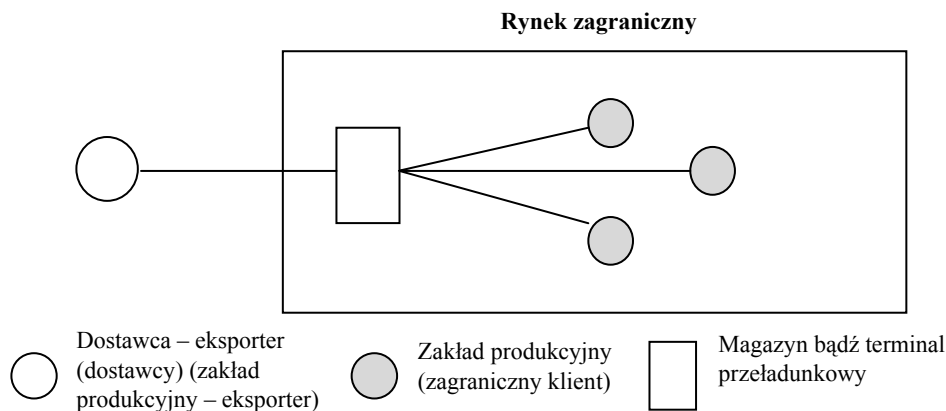 Rynek zagraniczny
Dostawca – eksporter
(dostawcy) (zakład
produkcyjny – eksporter)
Zakład produkcyjny
(zagraniczny klient)
Magazyn bądź terminal
przeładunkowy